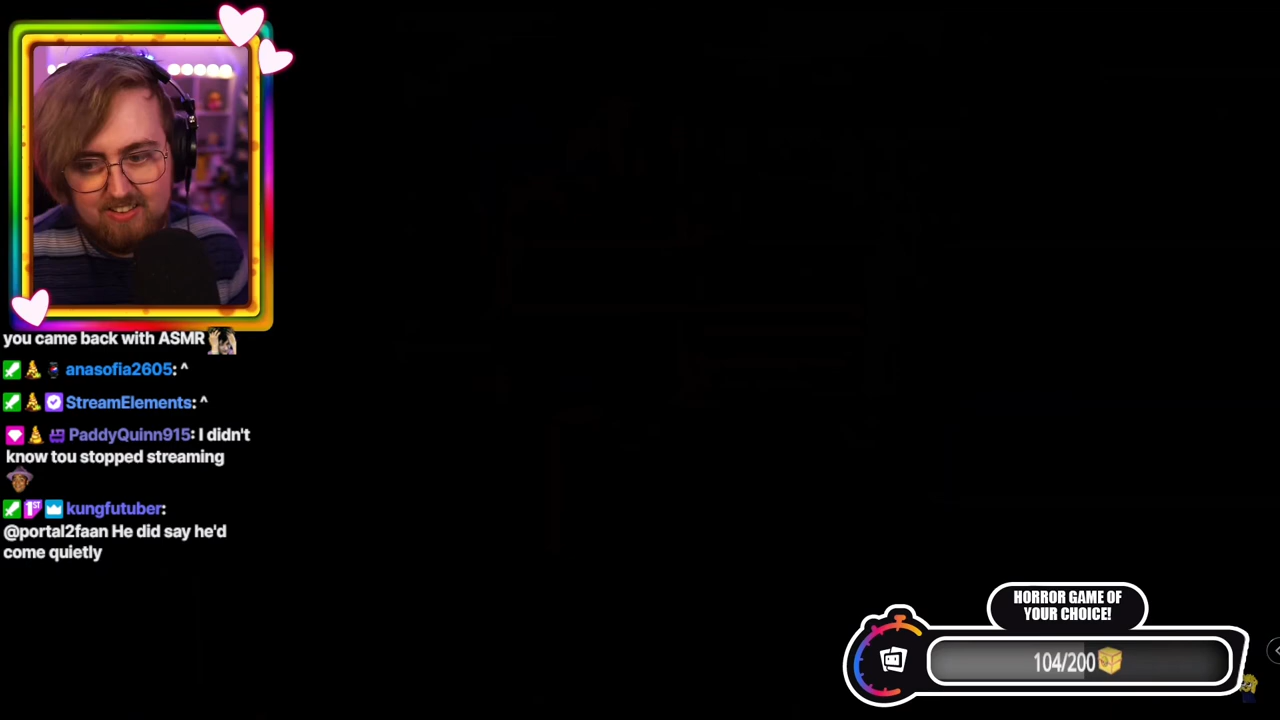 you came back with ASMR
anasofia2605: ^
StreamElements: ^
PaddyQuinn915: I didn't
know tou stopped streaming
1ST kungfutuber:
@portal2faan He did say he'd
come quietly
HORROR GAME OF
YOUR CHOICE!
104/200